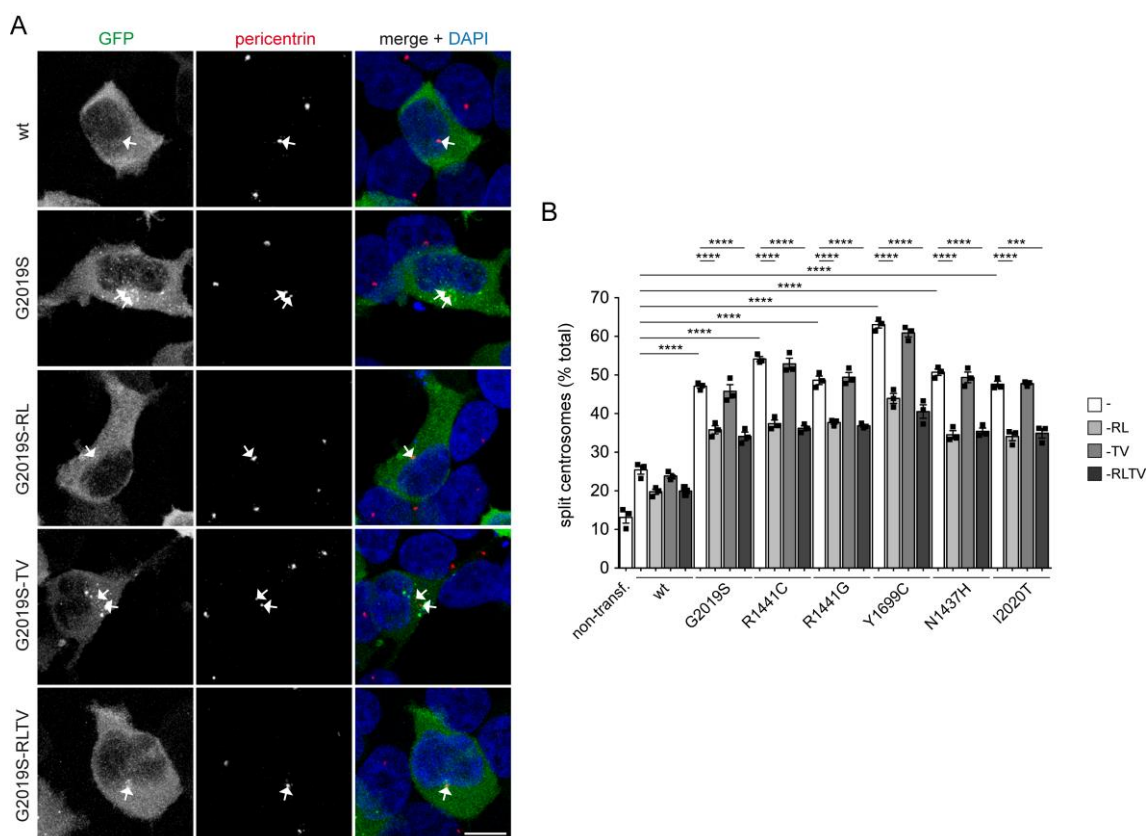 A
GFP pericentrin merge + DAPI
wt
G2019S
G2019S-RL
G2019S-TV
G2019S-RLTV
B
**** **** **** **** **** ***
**** **** **** **** **** ****
****
****
****
****
****
****
split centrosomes (% total)
70
60
50
40
30
20
10
0
non-transf. wt G2019S R1441C R1441G Y1699C N1437H I2020T
-
-RL
-TV
-RLTV